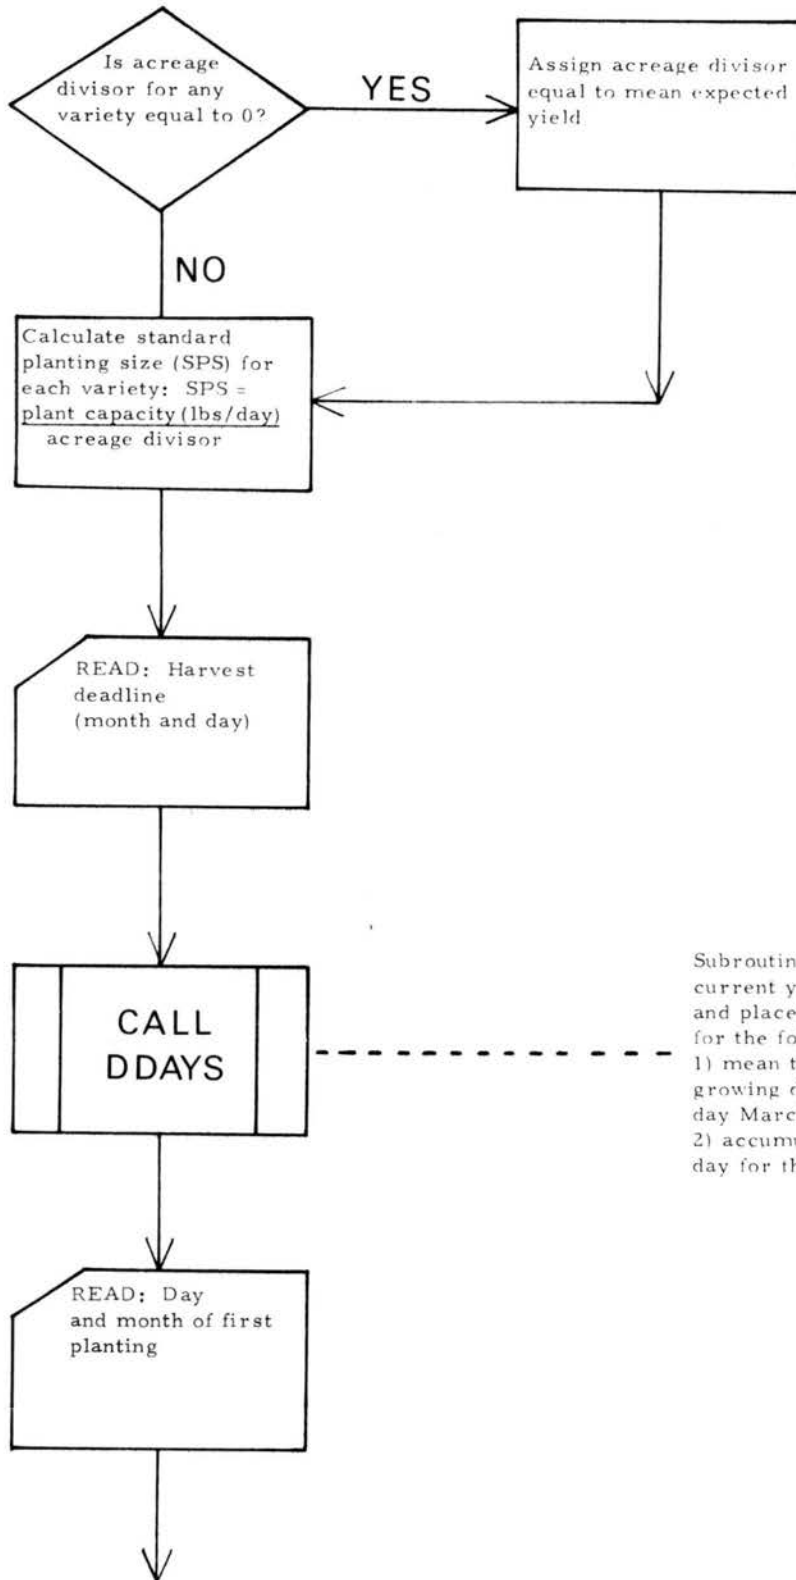 Is acreage
divisor for any
variety equal to 0?
YES
Assign acreage divisor
equal to mean expected
yield
NO
Calculate standard
planting size (SPS) for
each variety: SPS =
plant capacity (lbs/day)
acreage divisor
READ: Harvest
deadline
(month and day)
CALL
DDAYS
Subroutin
current y
and place
for the fo
1) mean t
growing d
day Marc
2) accumu
day for th
READ: Day
and month of first
planting